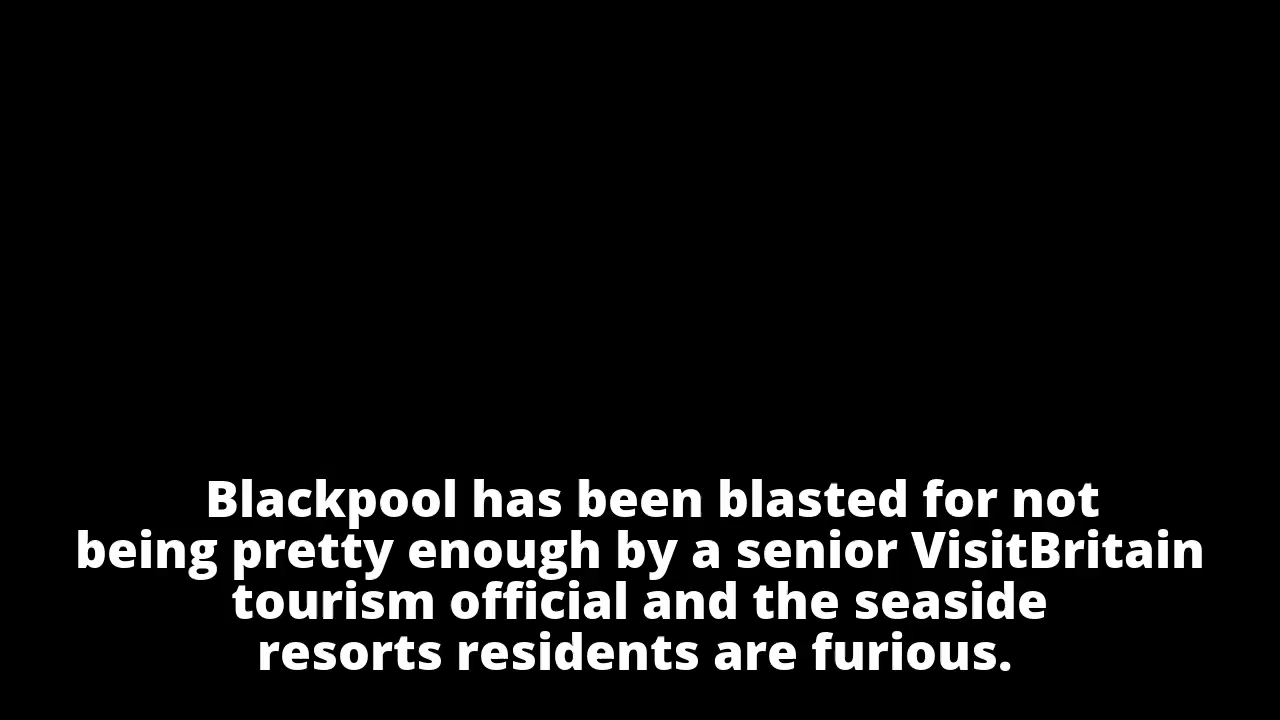 Blackpool has been blasted for not
being pretty enough by a senior VisitBritain
tourism official and the seaside
resorts residents are furious.